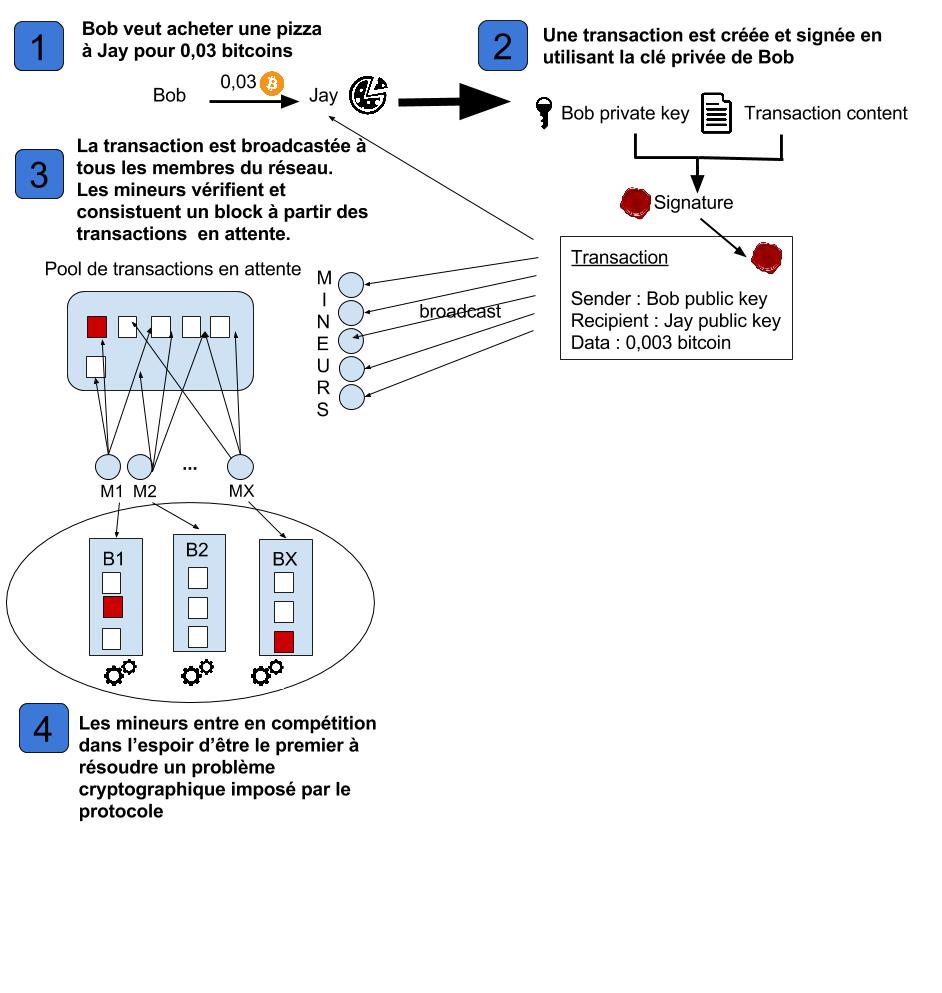 1
Bob veut acheter une pizza
à Jay pour 0,03 bitcoins
Bob
0,03
Jay
2
Une transaction est créée et signée en
utilisant la clé privée de Bob
Bob private key
Transaction content
Signature
Transaction
Sender : Bob public key
Recipient : Jay public key
Data : 0,003 bitcoin
broadcast
3
La transaction est broadcastée à
tous les membres du réseau.
Les mineurs vérifient et
consistuent un block à partir des
transactions  en attente.
Pool de transactions en attente
M
I
N
E
U
R
S
M1
M2
...
MX
B1
B2
BX
4
Les mineurs entre en compétition
dans l’espoir d’être le premier à
résoudre un problème
cryptographique imposé par le
protocole